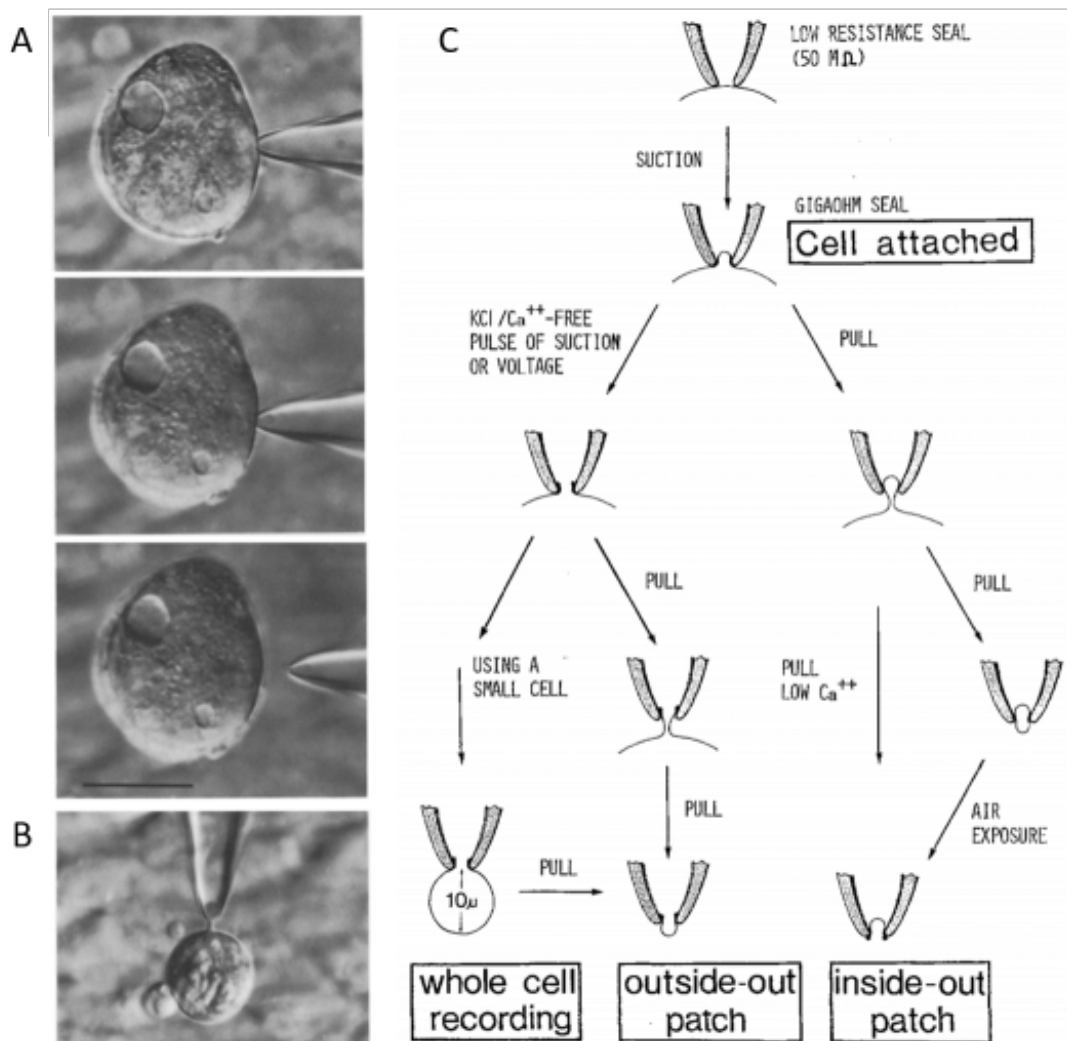 A
B
C
LOW RESISTANCE SEAL
(50 MΩ)
SUCTION
GIGAOHM SEAL
Cell attached
KCl/Ca++-FREE
PULSE OF SUCTION
OR VOLTAGE
PULL
PULL
USING A
SMALL CELL
PULL
LOW Ca++
PULL
10μ
PULL
PULL
AIR
EXPOSURE
whole cell
recording
outside-out
patch
inside-out
patch